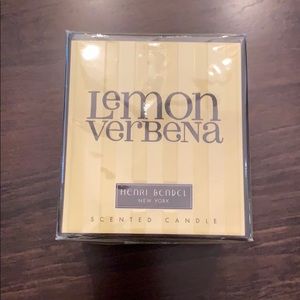 Lemon
verbena
HENRI BENDEL
NEW YORK
SCENTED CANDLE